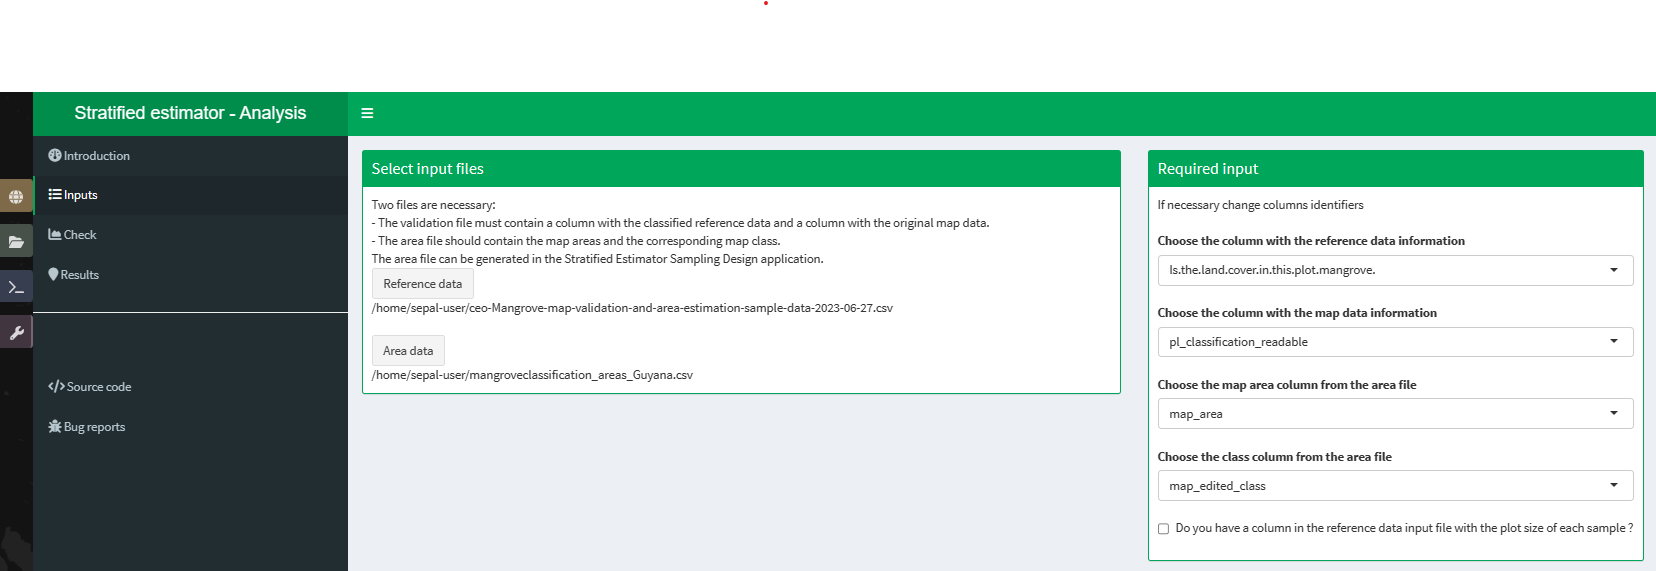 Stratified estimator - Analysis
Introduction
Inputs
Check
Results
Source code
Bug reports
Select input files
Two files are necessary:
- The validation file must contain a column with the classified reference data and a column with the original map data.
- The area file should contain the map areas and the corresponding map class.
The area file can be generated in the Stratified Estimator Sampling Design application.
Reference data
/home/sepal-user/ceo-Mangrove-map-validation-and-area-estimation-sample-data-2023-06-27.csv
Area data
/home/sepal-user/mangroveclassification_areas_Guyana.csv
Required input
If necessary change columns identifiers
Choose the column with the reference data information
Is.the.land.cover.in.this.plot.mangrove.
Choose the column with the map data information
pl_classification_readable
Choose the map area column from the area file
map_area
Choose the class column from the area file
map_edited_class
Do you have a column in the reference data input file with the plot size of each sample ?